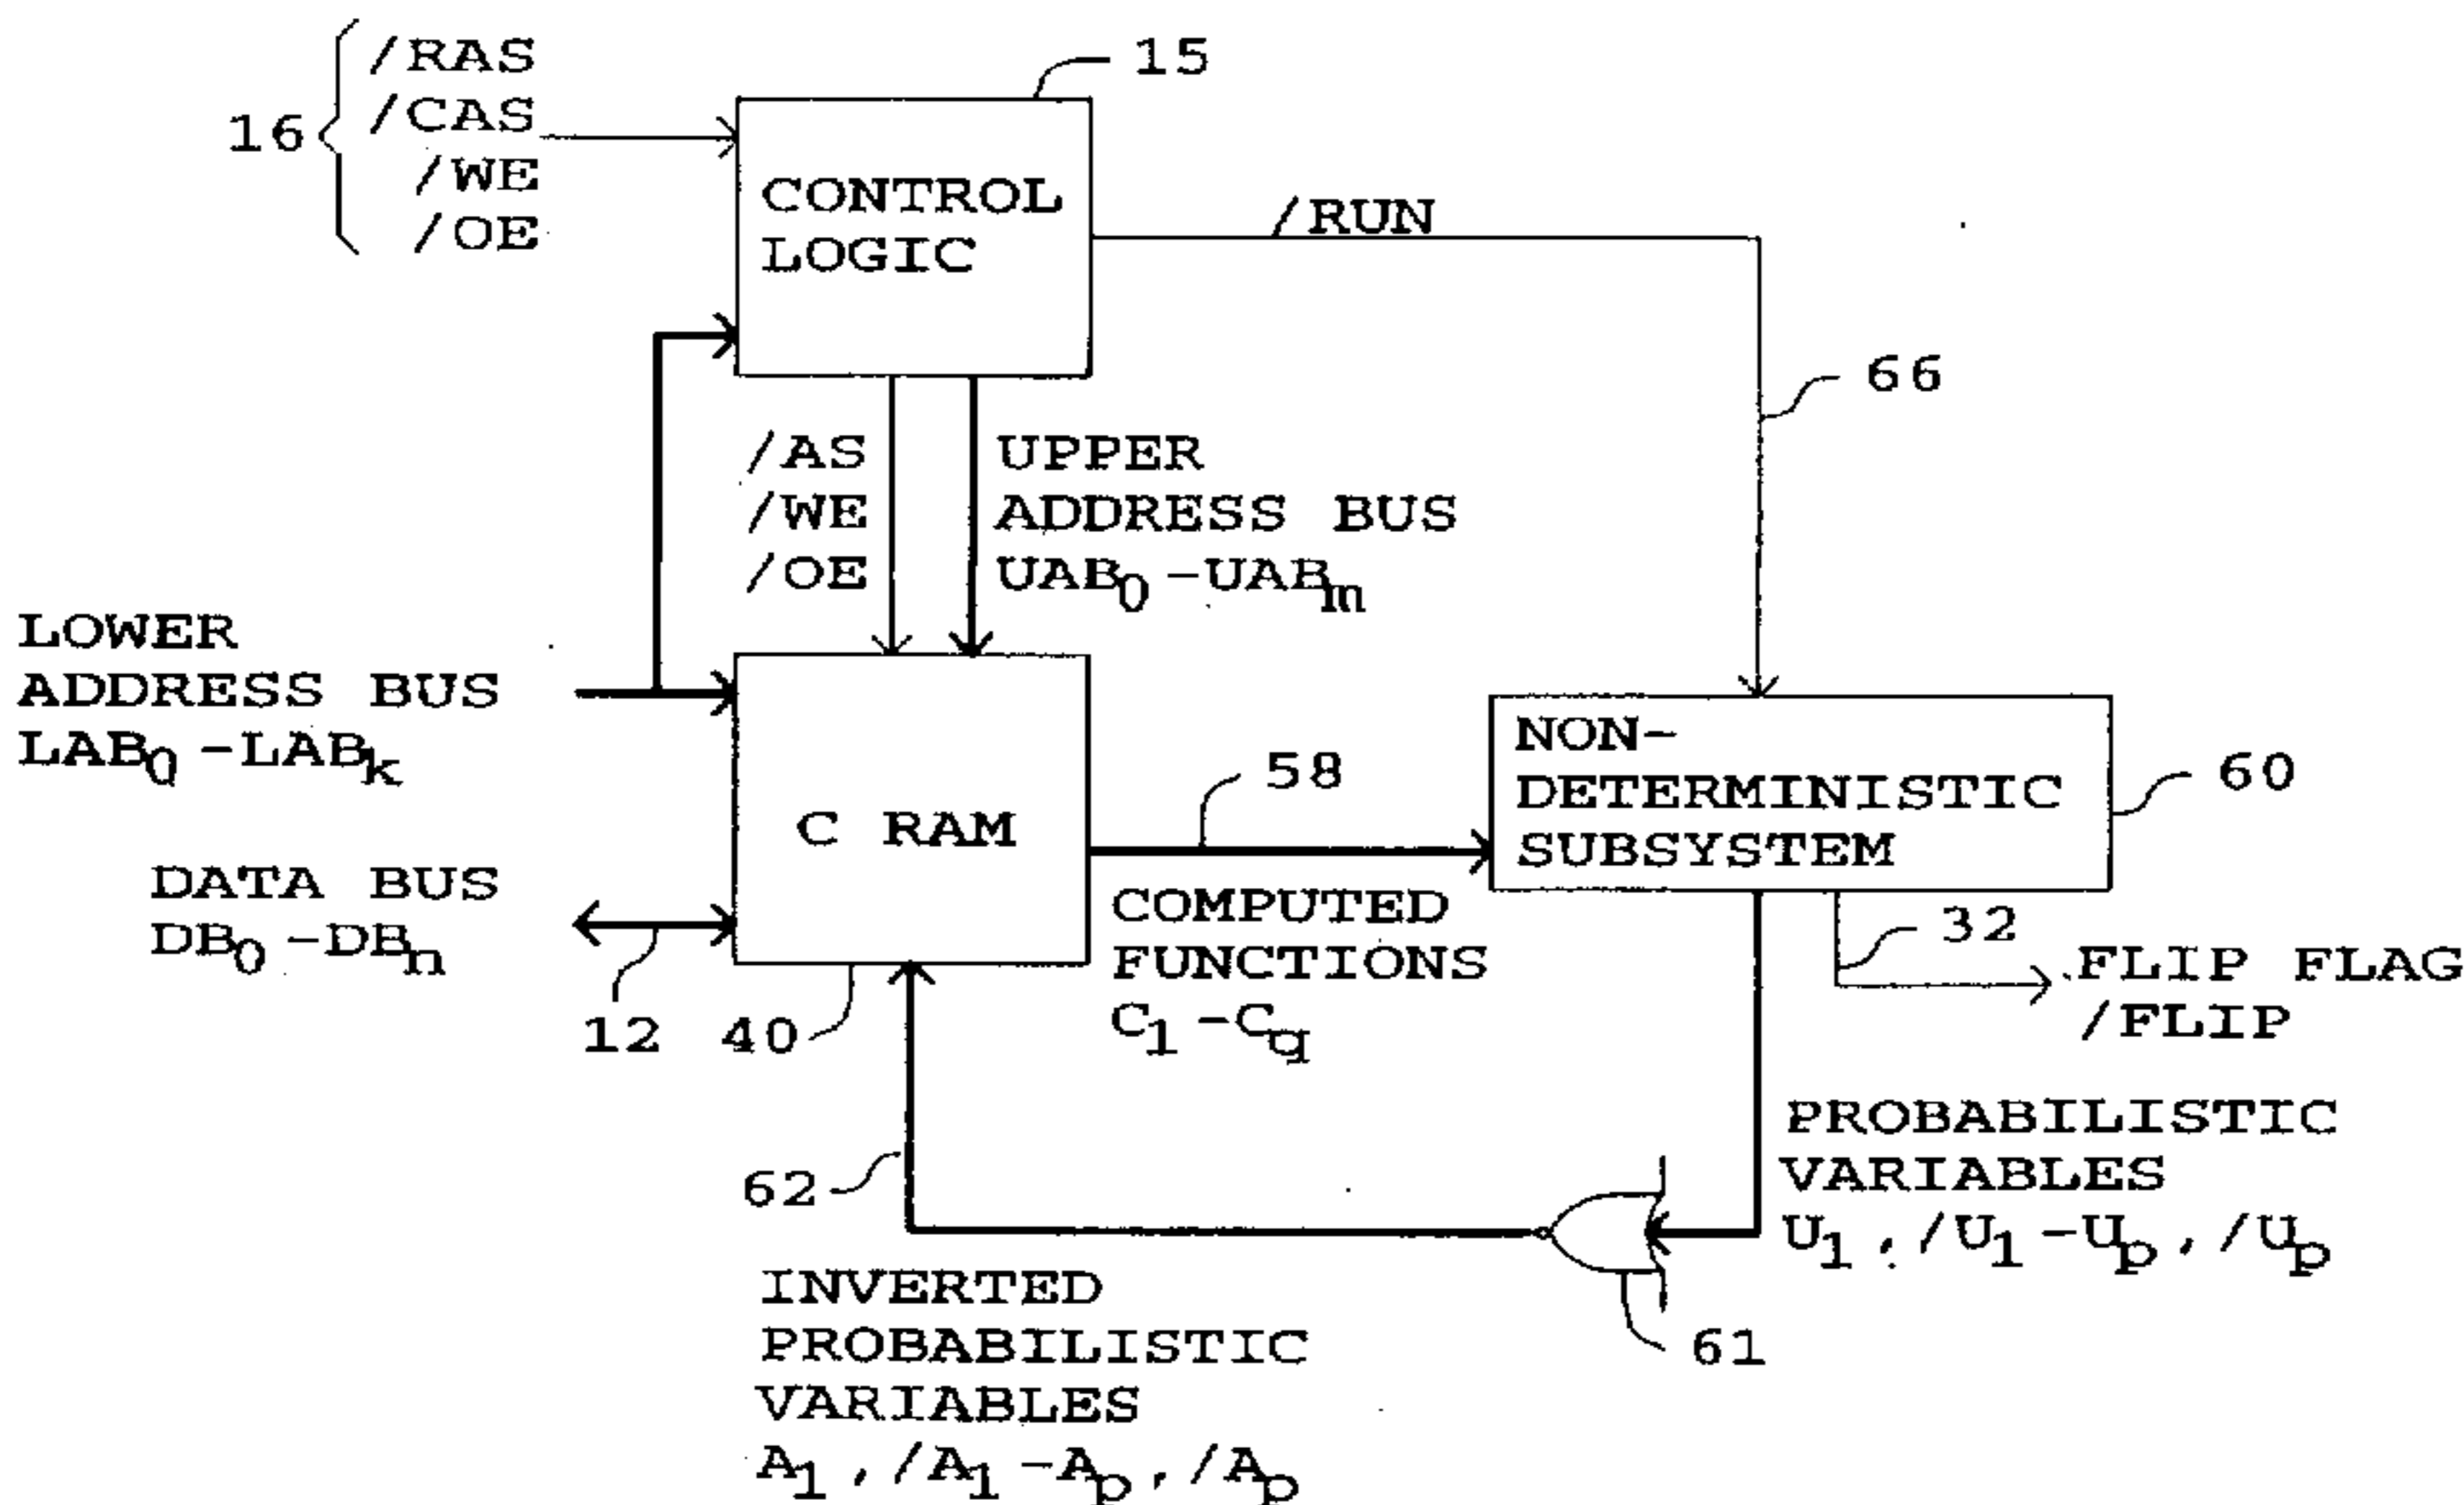 /RAS
/CAS
/WE
/OE
16
15
CONTROL
LOGIC
/RUN
66
/AS
/WE
/OE
UPPER
ADDRESS BUS
UAB0-UABm
LOWER
ADDRESS BUS
LAB0-LABk
DATA BUS
DB0-DBn
12
C RAM
40
58
COMPUTED
FUNCTIONS
C1-Cq
NON-
DETERMINISTIC
SUBSYSTEM
60
32
FLIP FLAG
/FLIP
PROBABILISTIC
VARIABLES
U1,/U1-Up,/Up
61
62
INVERTED
PROBABILISTIC
VARIABLES
A1,/A1-Ap,/Ap